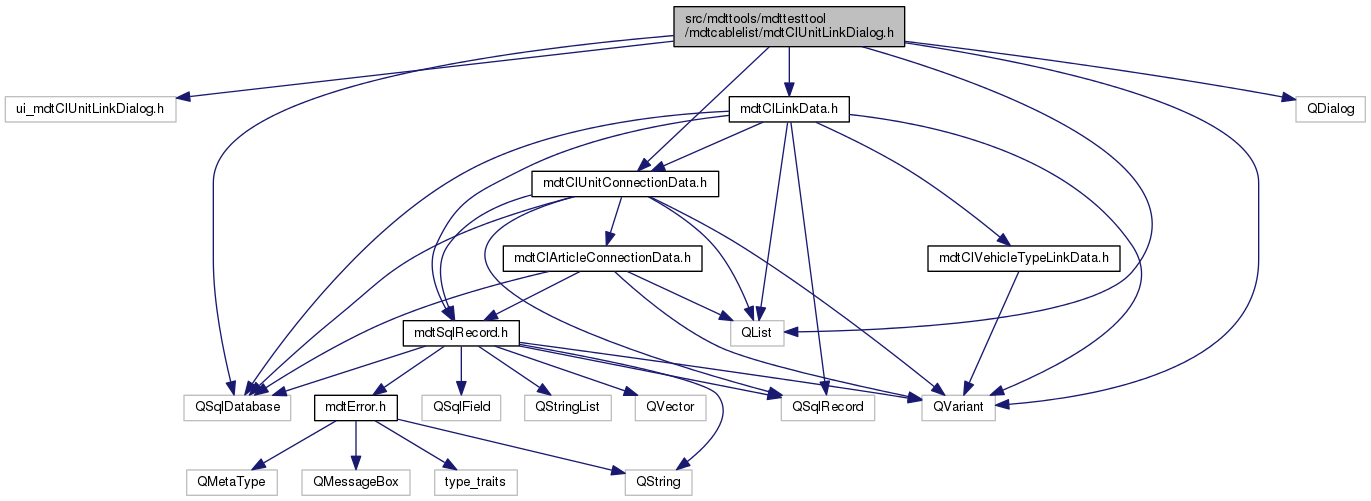 src/mdttools/mdttesttool
/mdtcablelist/mdtClUnitLinkDialog.h
ui_mdtClUnitLinkDialog.h
mdtClLinkData.h
QDialog
mdtClUnitConnectionData.h
mdtClArticleConnectionData.h
mdtClVehicleTypeLinkData.h
mdtSqlRecord.h
QList
QSqlDatabase
mdtError.h
QSqlField
QStringList
QVector
QSqlRecord
QVariant
QMetaType
QMessageBox
type_traits
QString